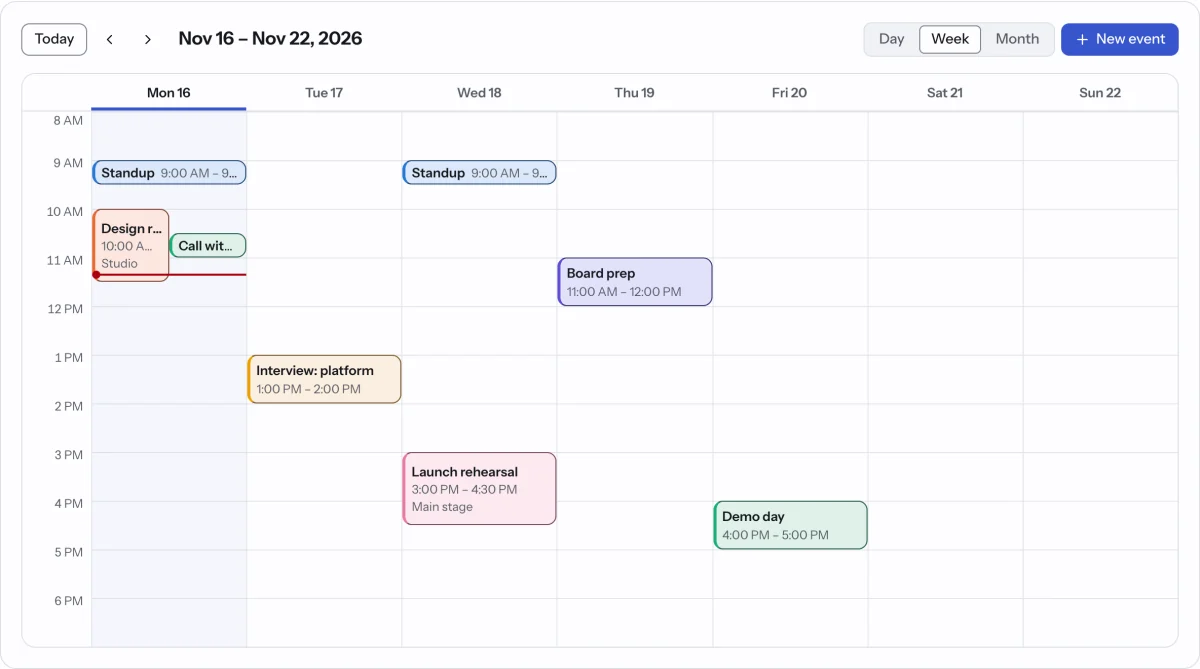 Today
Nov 16 – Nov 22, 2026
Day
Week
Month
+ New event
Mon 16
Tue 17
Wed 18
Thu 19
Fri 20
Sat 21
Sun 22
8 AM
9 AM
Standup 9:00 AM – 9...
Standup 9:00 AM – 9...
10 AM
Design r...
10:00 A...
Studio
Call wit...
11 AM
Board prep
11:00 AM – 12:00 PM
12 PM
1 PM
Interview: platform
1:00 PM – 2:00 PM
2 PM
3 PM
Launch rehearsal
3:00 PM – 4:30 PM
Main stage
4 PM
Demo day
4:00 PM – 5:00 PM
5 PM
6 PM